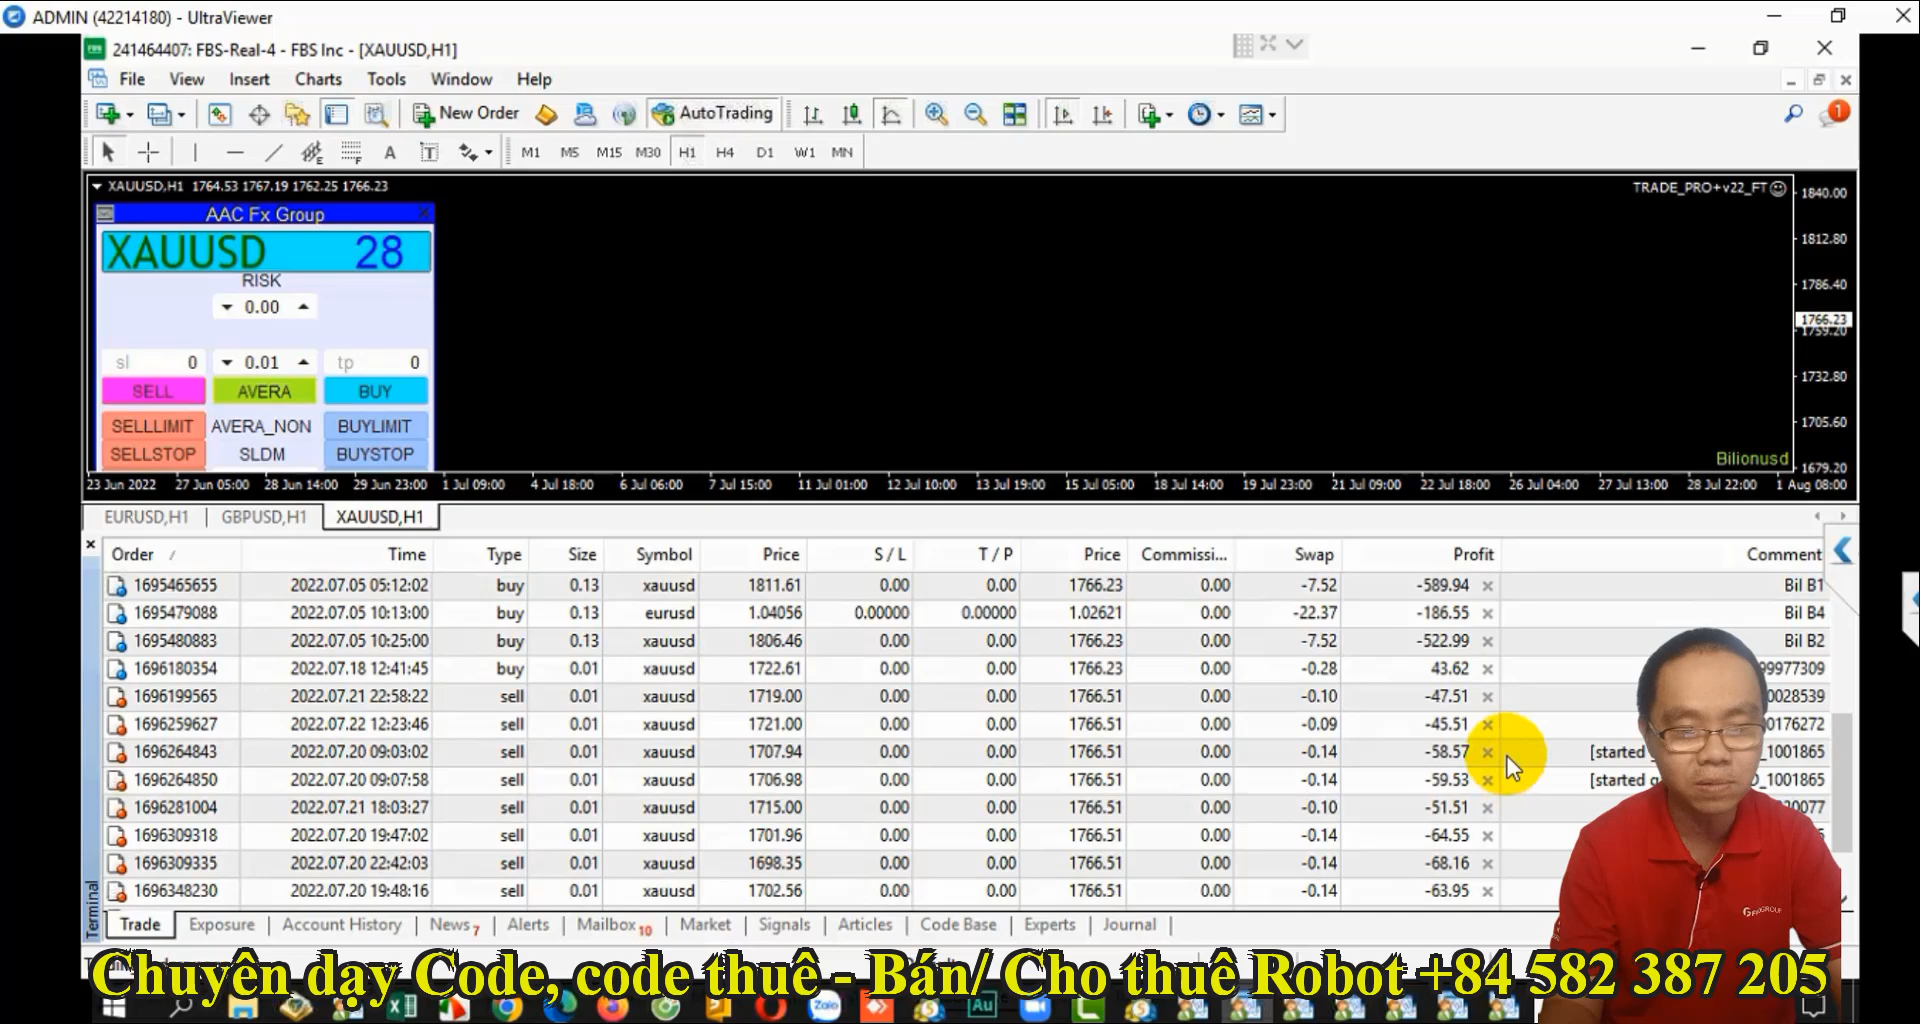 ADMIN (42214180) - UltraViewer
241464407: FBS-Real-4 - FBS Inc - [XAUUSD,H1]
File View Insert Charts Tools Window Help
New Order AutoTrading 1
A T M1 M5 M15 M30 H1 H4 D1 W1 MN
XAUUSD,H1 1764.53 1767.19 1762.25 1766.23
TRADE_PRO+v22_FT
AAC Fx Group
XAUUSD 28
RISK
0.00
sl 0 0.01 tp 0
SELL AVERA BUY
SELLLIMIT AVERA_NON BUYLIMIT
SELLSTOP SLDM BUYSTOP
1840.00
1812.80
1786.40
1766.23
1759.20
1732.80
1705.60
1679.20
Bilionusd
23 Jun 2022 27 Jun 05:00 28 Jun 14:00 29 Jun 23:00 1 Jul 09:00 4 Jul 18:00 6 Jul 06:00 7 Jul 15:00 11 Jul 01:00 12 Jul 10:00 13 Jul 19:00 15 Jul 05:00 18 Jul 14:00 19 Jul 23:00 21 Jul 09:00 22 Jul 18:00 26 Jul 04:00 27 Jul 13:00 28 Jul 22:00 1 Aug 08:00
EURUSD,H1 GBPUSD,H1 XAUUSD,H1
Order / Time Type Size Symbol Price S / L T / P Price Commissi... Swap Profit Comment
1695465655 2022.07.05 05:12:02 buy 0.13 xauusd 1811.61 0.00 0.00 1766.23 0.00 -7.52 -589.94 Bil B1
1695479088 2022.07.05 10:13:00 buy 0.13 eurusd 1.04056 0.00000 0.00000 1.02621 0.00 -22.37 -186.55 Bil B4
1695480883 2022.07.05 10:25:00 buy 0.13 xauusd 1806.46 0.00 0.00 1766.23 0.00 -7.52 -522.99 Bil B2
1696180354 2022.07.18 12:41:45 buy 0.01 xauusd 1722.61 0.00 0.00 1766.23 0.00 -0.28 43.62 99977309
1696199565 2022.07.21 22:58:22 sell 0.01 xauusd 1719.00 0.00 0.00 1766.51 0.00 -0.10 -47.51 0028539
1696259627 2022.07.22 12:23:46 sell 0.01 xauusd 1721.00 0.00 0.00 1766.51 0.00 -0.09 -45.51 00176272
1696264843 2022.07.20 09:03:02 sell 0.01 xauusd 1707.94 0.00 0.00 1766.51 0.00 -0.14 -58.57 [started _1001865
1696264850 2022.07.20 09:07:58 sell 0.01 xauusd 1706.98 0.00 0.00 1766.51 0.00 -0.14 -59.53 [started _1001865
1696281004 2022.07.21 18:03:27 sell 0.01 xauusd 1715.00 0.00 0.00 1766.51 0.00 -0.10 -51.51
1696309318 2022.07.20 19:47:02 sell 0.01 xauusd 1701.96 0.00 0.00 1766.51 0.00 -0.14 -64.55
1696309335 2022.07.20 22:42:03 sell 0.01 xauusd 1698.35 0.00 0.00 1766.51 0.00 -0.14 -68.16
1696348230 2022.07.20 19:48:16 sell 0.01 xauusd 1702.56 0.00 0.00 1766.51 0.00 -0.14 -63.95
Terminal
Trade Exposure Account History News 7 Alerts Mailbox 10 Market Signals Articles Code Base Experts Journal
Chuyên dạy Code, code thuê - Bán/ Cho thuê Robot +84 582 387 205
Zalo Au